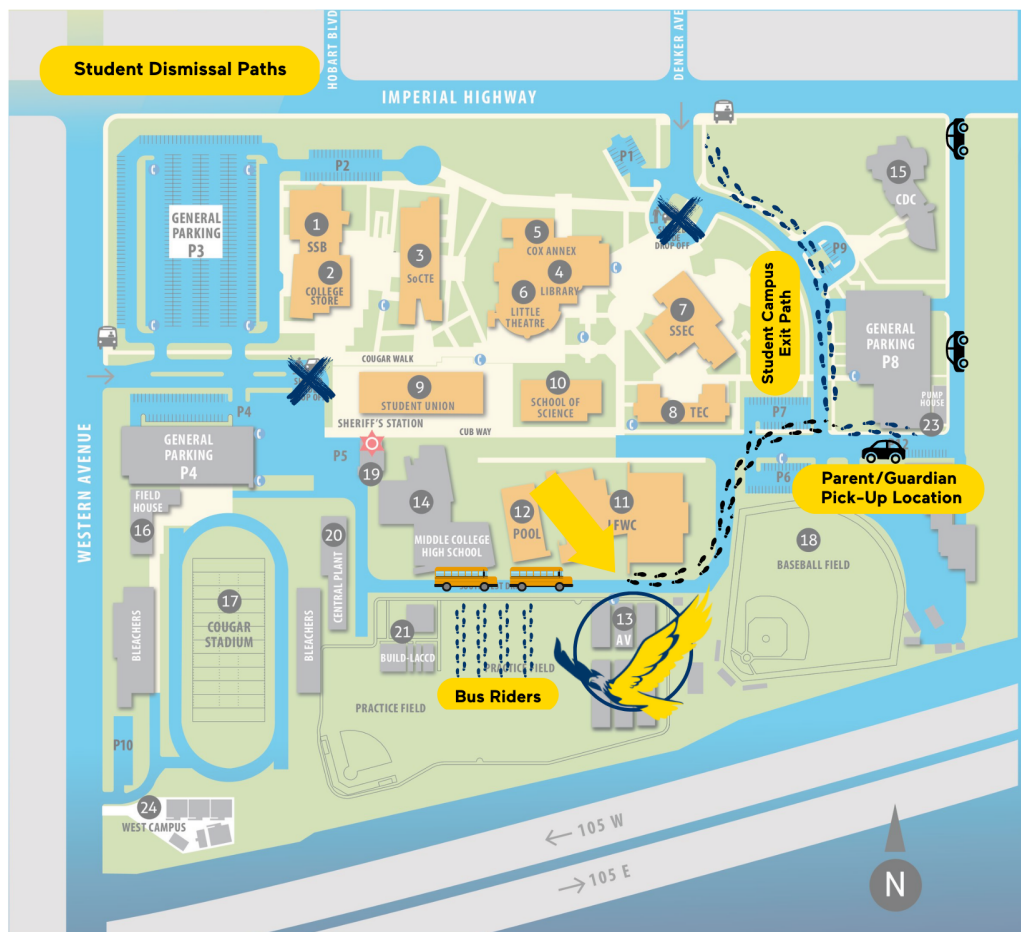 HOBART BLVD
DENKER AVE
Student Dismissal Paths
IMPERIAL HIGHWAY
P1
P2
15
CDC
GENERAL
PARKING
P3
1
SSB
2
COLLEGE
STORE
3
SoCTE
5
COX ANNEX
4
LIBRARY
6
LITTLE
THEATRE
DROP OFF
P9
7
SSEC
Student Campus
Exit Path
GENERAL
PARKING
P8
COUGAR WALK
9
STUDENT UNION
10
SCHOOL OF
SCIENCE
8
TEC
P7
PUMP
HOUSE
23
P4
SHERIFF'S STATION
CUB WAY
WESTERN AVENUE
GENERAL
PARKING
P4
P5
19
P6
Parent/Guardian
Pick-Up Location
FIELD
HOUSE
16
14
MIDDLE COLLEGE
HIGH SCHOOL
12
POOL
11
LFWC
18
BASEBALL FIELD
20
CENTRAL PLANT
17
COUGAR
STADIUM
BLEACHERS
BLEACHERS
21
BUILD-LACCD
13
AV
PRACTICE FIELD
Bus Riders
PRACTICE FIELD
P10
24
WEST CAMPUS
105 W
105 E
N